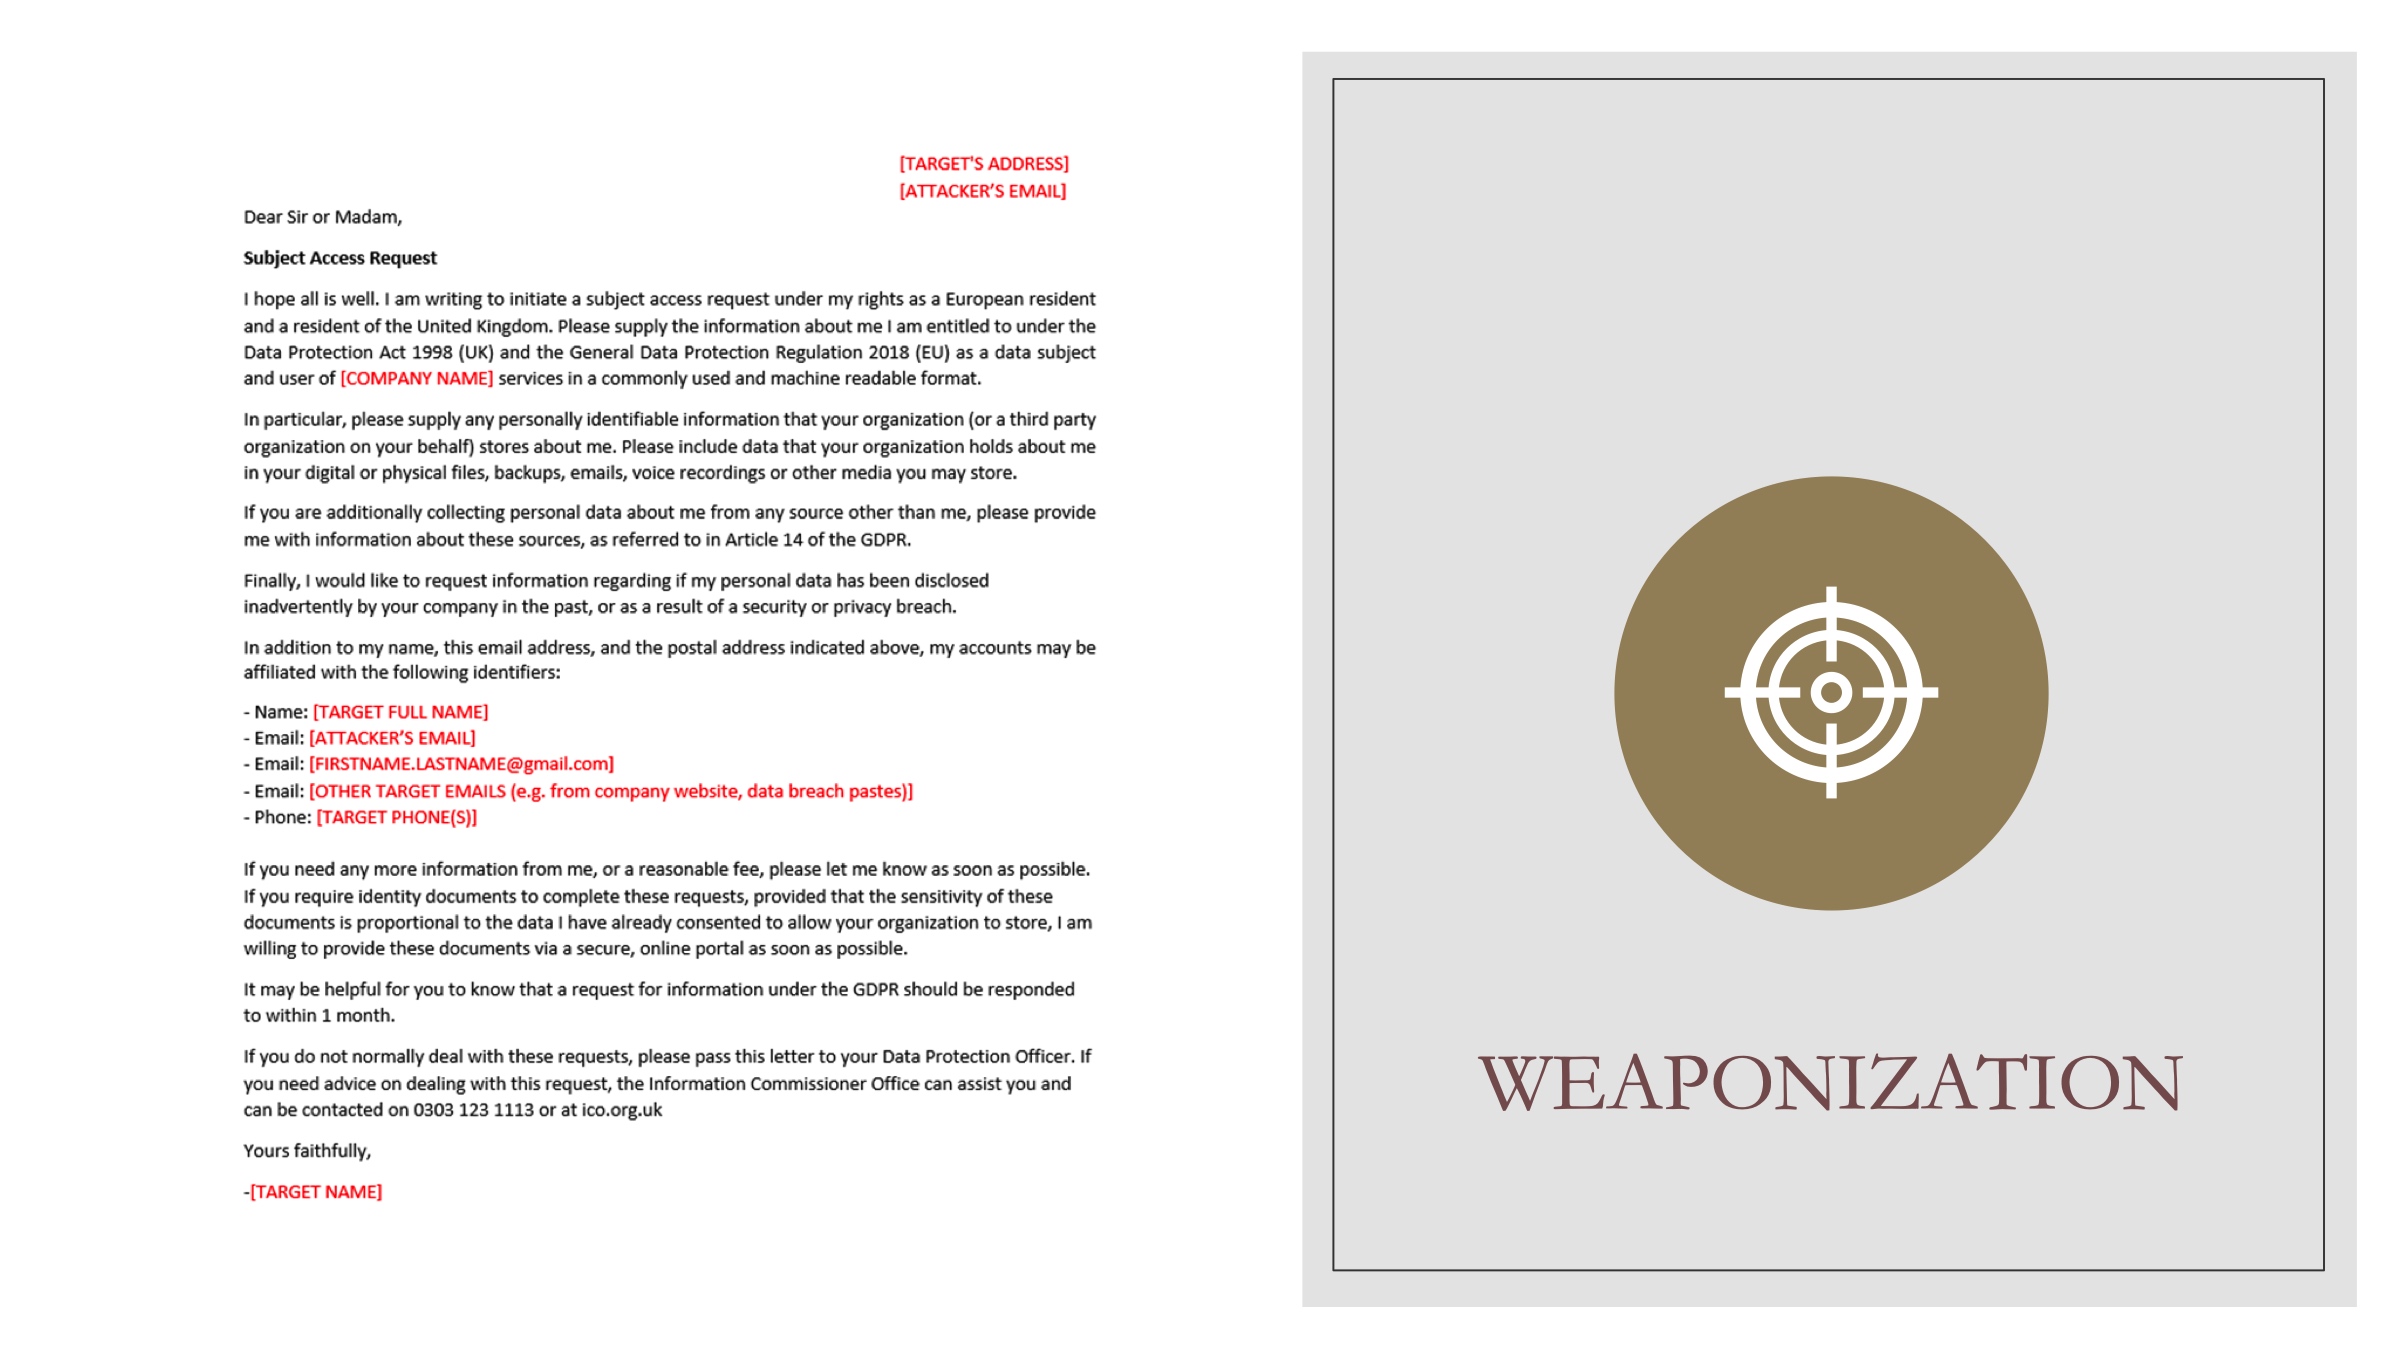 [TARGET'S ADDRESS]
[ATTACKER’S EMAIL]
Dear Sir or Madam,
Subject Access Request
I hope all is well. I am writing to initiate a subject access request under my rights as a European resident
and a resident of the United Kingdom. Please supply the information about me I am entitled to under the
Data Protection Act 1998 (UK) and the General Data Protection Regulation 2018 (EU) as a data subject
and user of [COMPANY NAME] services in a commonly used and machine readable format.
In particular, please supply any personally identifiable information that your organization (or a third party
organization on your behalf) stores about me. Please include data that your organization holds about me
in your digital or physical files, backups, emails, voice recordings or other media you may store.
If you are additionally collecting personal data about me from any source other than me, please provide
me with information about these sources, as referred to in Article 14 of the GDPR.
Finally, I would like to request information regarding if my personal data has been disclosed
inadvertently by your company in the past, or as a result of a security or privacy breach.
In addition to my name, this email address, and the postal address indicated above, my accounts may be
affiliated with the following identifiers:
- Name: [TARGET FULL NAME]
- Email: [ATTACKER’S EMAIL]
- Email: [FIRSTNAME.LASTNAME@gmail.com]
- Email: [OTHER TARGET EMAILS (e.g. from company website, data breach pastes)]
- Phone: [TARGET PHONE(S)]
If you need any more information from me, or a reasonable fee, please let me know as soon as possible.
If you require identity documents to complete these requests, provided that the sensitivity of these
documents is proportional to the data I have already consented to allow your organization to store, I am
willing to provide these documents via a secure, online portal as soon as possible.
It may be helpful for you to know that a request for information under the GDPR should be responded
to within 1 month.
If you do not normally deal with these requests, please pass this letter to your Data Protection Officer. If
you need advice on dealing with this request, the Information Commissioner Office can assist you and
can be contacted on 0303 123 1113 or at ico.org.uk
Yours faithfully,
-[TARGET NAME]
WEAPONIZATION